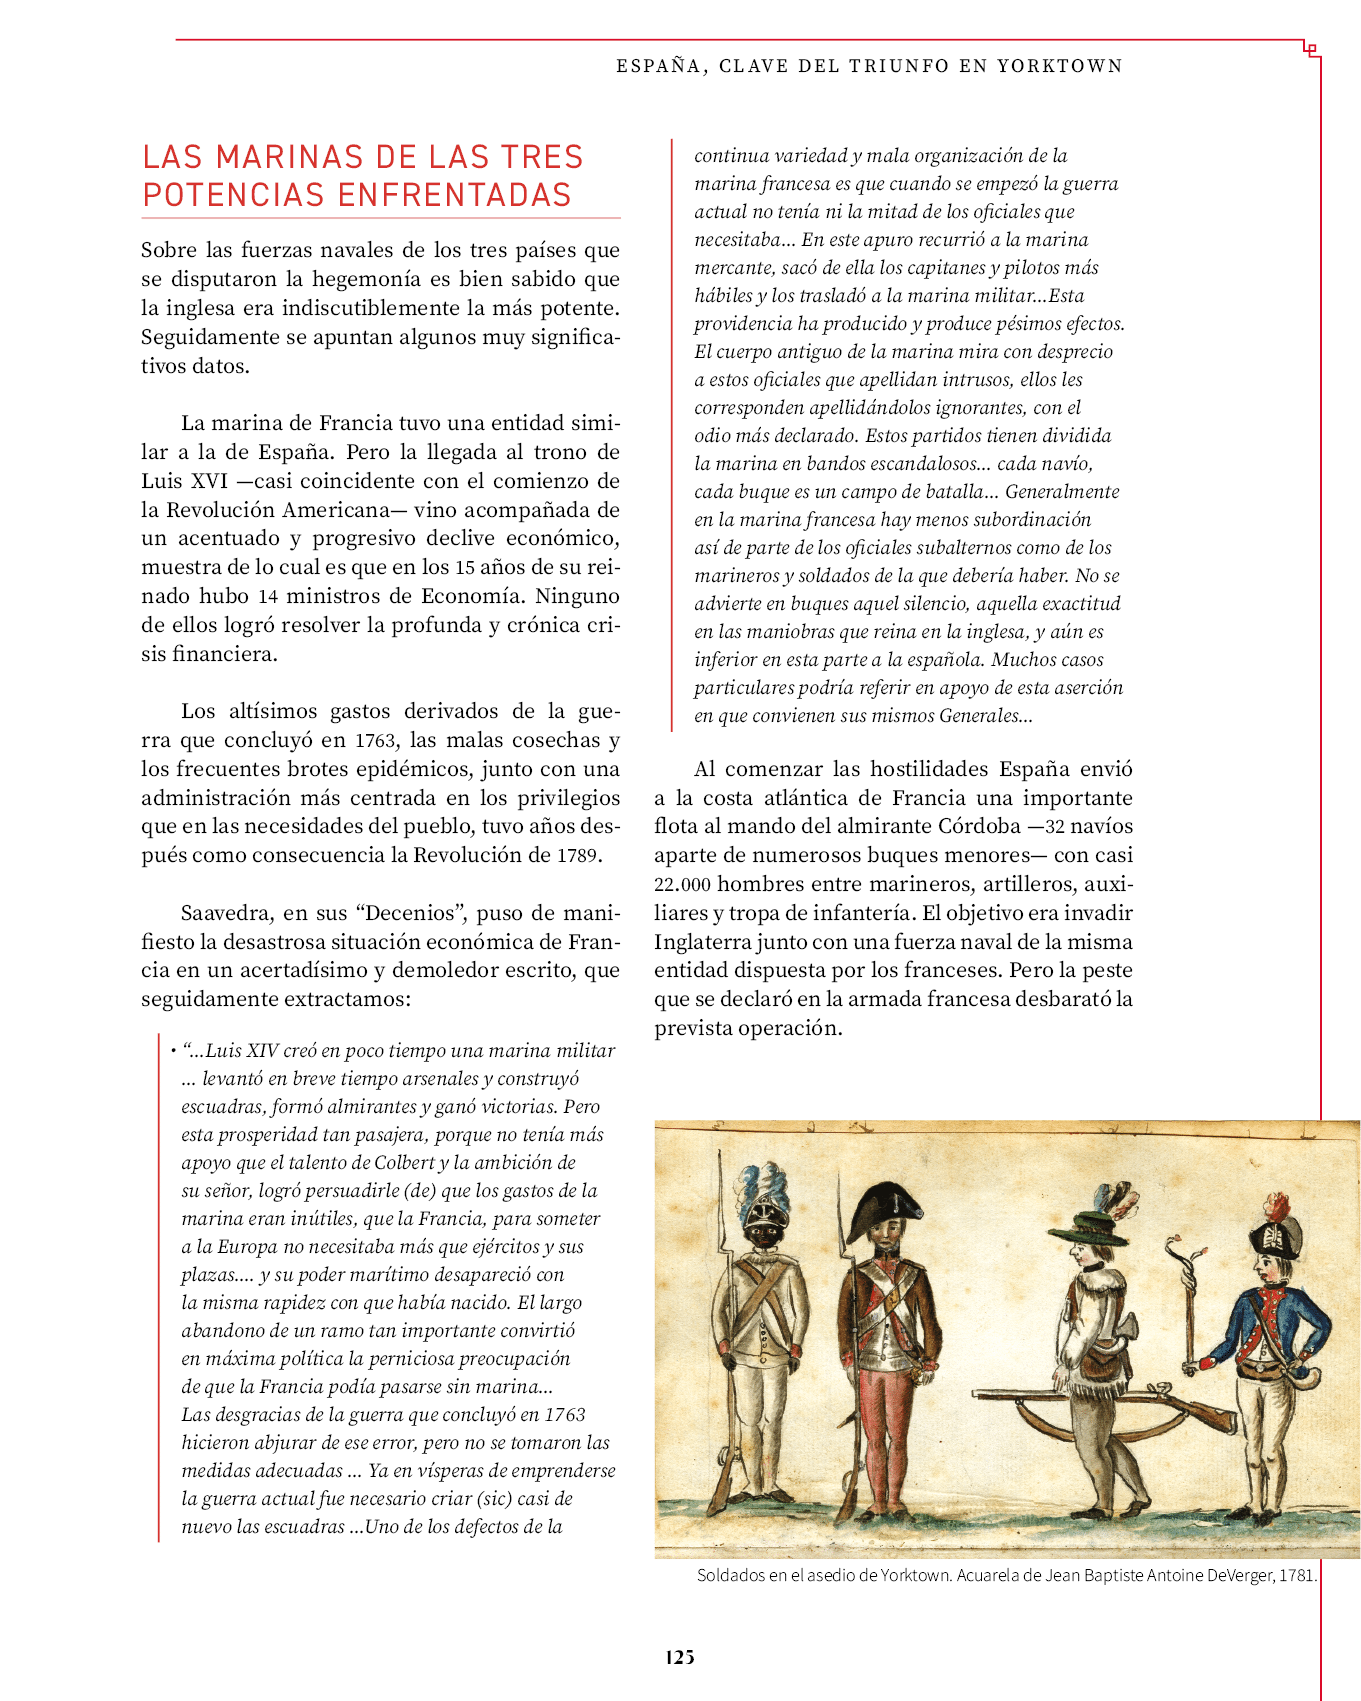 ESPAÑA, CLAVE DEL TRIUNFO EN YORKTOWN
LAS MARINAS DE LAS TRES
POTENCIAS ENFRENTADAS
Sobre las fuerzas navales de los tres países que
se disputaron la hegemonía es bien sabido que
la inglesa era indiscutiblemente la más potente.
Seguidamente se apuntan algunos muy significa-
tivos datos.
La marina de Francia tuvo una entidad simi-
lar a la de España. Pero la llegada al trono de
Luis XVI —casi coincidente con el comienzo de
la Revolución Americana— vino acompañada de
un acentuado y progresivo declive económico,
muestra de lo cual es que en los 15 años de su rei-
nado hubo 14 ministros de Economía. Ninguno
de ellos logró resolver la profunda y crónica cri-
sis financiera.
Los altísimos gastos derivados de la gue-
rra que concluyó en 1763, las malas cosechas y
los frecuentes brotes epidémicos, junto con una
administración más centrada en los privilegios
que en las necesidades del pueblo, tuvo años des-
pués como consecuencia la Revolución de 1789.
Saavedra, en sus “Decenios”, puso de mani-
fiesto la desastrosa situación económica de Fran-
cia en un acertadísimo y demoledor escrito, que
seguidamente extractamos:
• “...Luis XIV creó en poco tiempo una marina militar
... levantó en breve tiempo arsenales y construyó
escuadras, formó almirantes y ganó victorias. Pero
esta prosperidad tan pasajera, porque no tenía más
apoyo que el talento de Colbert y la ambición de
su señor, logró persuadirle (de) que los gastos de la
marina eran inútiles, que la Francia, para someter
a la Europa no necesitaba más que ejércitos y sus
plazas.... y su poder marítimo desapareció con
la misma rapidez con que había nacido. El largo
abandono de un ramo tan importante convirtió
en máxima política la perniciosa preocupación
de que la Francia podía pasarse sin marina...
Las desgracias de la guerra que concluyó en 1763
hicieron abjurar de ese error, pero no se tomaron las
medidas adecuadas ... Ya en vísperas de emprenderse
la guerra actual fue necesario criar (sic) casi de
nuevo las escuadras ...Uno de los defectos de la
continua variedad y mala organización de la
marina francesa es que cuando se empezó la guerra
actual no tenía ni la mitad de los oficiales que
necesitaba... En este apuro recurrió a la marina
mercante, sacó de ella los capitanes y pilotos más
hábiles y los trasladó a la marina militar...Esta
providencia ha producido y produce pésimos efectos.
El cuerpo antiguo de la marina mira con desprecio
a estos oficiales que apellidan intrusos, ellos les
corresponden apellidándolos ignorantes, con el
odio más declarado. Estos partidos tienen dividida
la marina en bandos escandalosos... cada navío,
cada buque es un campo de batalla... Generalmente
en la marina francesa hay menos subordinación
así de parte de los oficiales subalternos como de los
marineros y soldados de la que debería haber. No se
advierte en buques aquel silencio, aquella exactitud
en las maniobras que reina en la inglesa, y aún es
inferior en esta parte a la española. Muchos casos
particulares podría referir en apoyo de esta aserción
en que convienen sus mismos Generales...
Al comenzar las hostilidades España envió
a la costa atlántica de Francia una importante
flota al mando del almirante Córdoba —32 navíos
aparte de numerosos buques menores— con casi
22.000 hombres entre marineros, artilleros, auxi-
liares y tropa de infantería. El objetivo era invadir
Inglaterra junto con una fuerza naval de la misma
entidad dispuesta por los franceses. Pero la peste
que se declaró en la armada francesa desbarató la
prevista operación.
Soldados en el asedio de Yorktown. Acuarela de Jean Baptiste Antoine DeVerger, 1781.
125